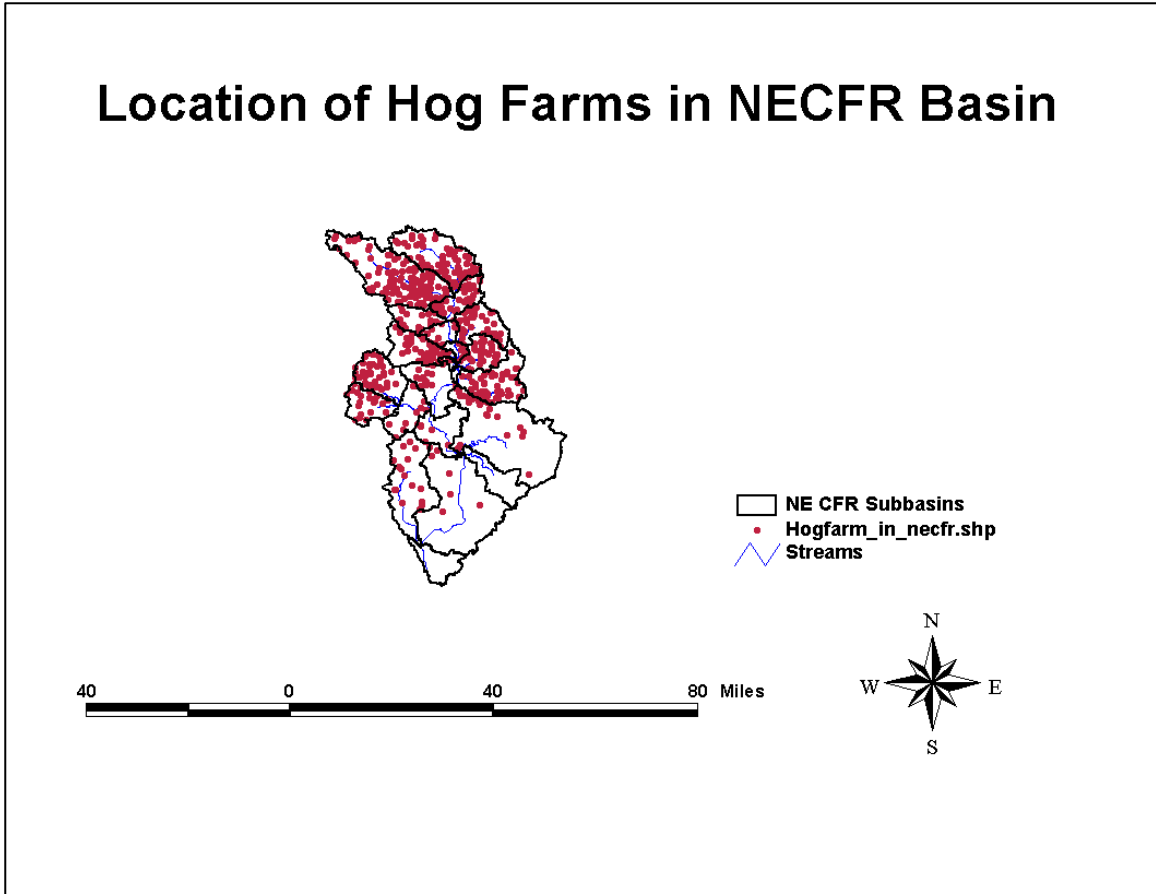 Location of Hog Farms in NECFR Basin
NE CFR Subbasins
Hogfarm_in_necfr.shp
Streams
N
W E
S
40 0 40 80 Miles